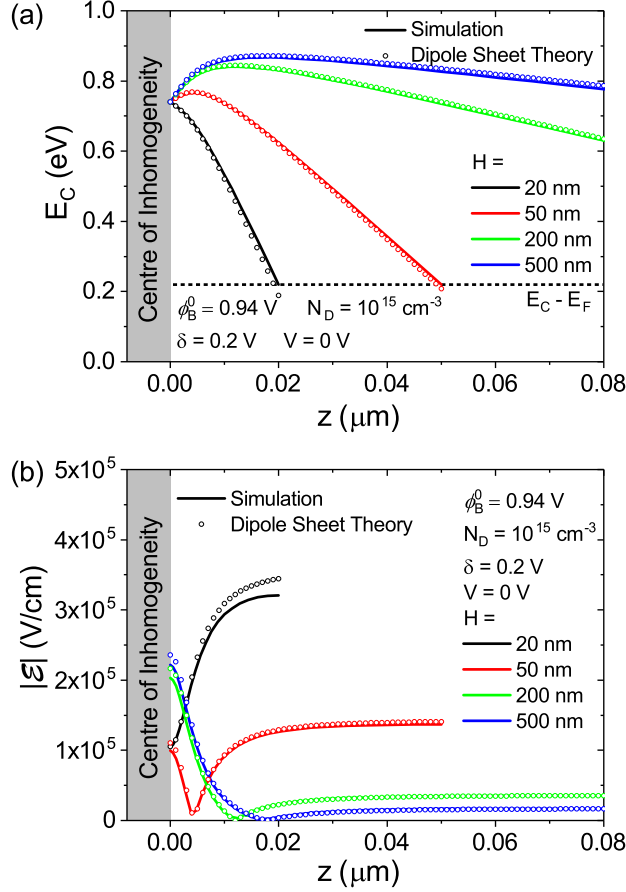 (a)
Simulation
Dipole Sheet Theory
H =
20 nm
50 nm
200 nm
500 nm
E_C - E_F
ϕ_B^0 = 0.94 V N_D = 10^15 cm^-3
δ = 0.2 V V = 0 V
Centre of Inhomogeneity
E_C (eV)
1.0
0.8
0.6
0.4
0.2
0.0
0.00 0.02 0.04 0.06 0.08
z (μm)
(b)
Simulation
Dipole Sheet Theory
ϕ_B^0 = 0.94 V
N_D = 10^15 cm^-3
δ = 0.2 V
V = 0 V
H =
20 nm
50 nm
200 nm
500 nm
Centre of Inhomogeneity
|ℰ| (V/cm)
5x10^5
4x10^5
3x10^5
2x10^5
1x10^5
0
0.00 0.02 0.04 0.06 0.08
z (μm)